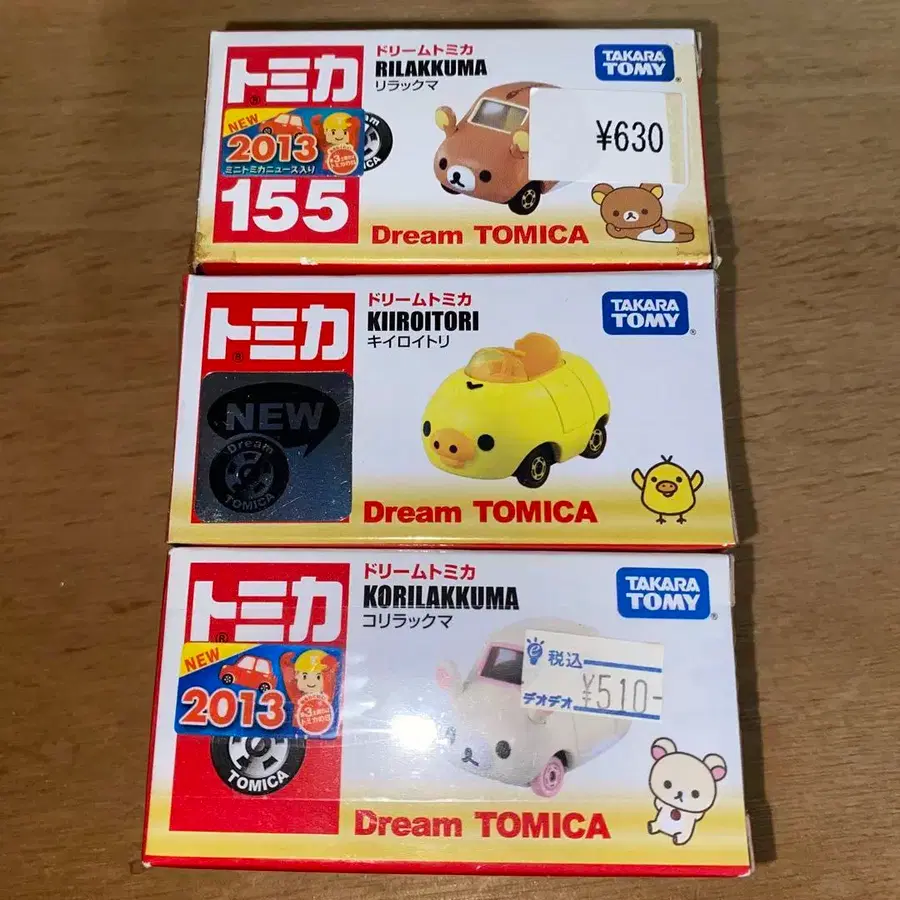 トミカ
ドリームトミカ
RILAKKUMA
リラックマ
TAKARA
TOMY
¥630
NEW
2013
ミニトミカニュース入り
TOMICA
155
Dream TOMICA
トミカ
ドリームトミカ
KIIROITORI
キイロイトリ
TAKARA
TOMY
NEW
Dream
TOMICA
Dream TOMICA
トミカ
ドリームトミカ
KORILAKKUMA
コリラックマ
TAKARA
TOMY
NEW
2013
税込
デオデオ
¥510-
TOMICA
Dream TOMICA